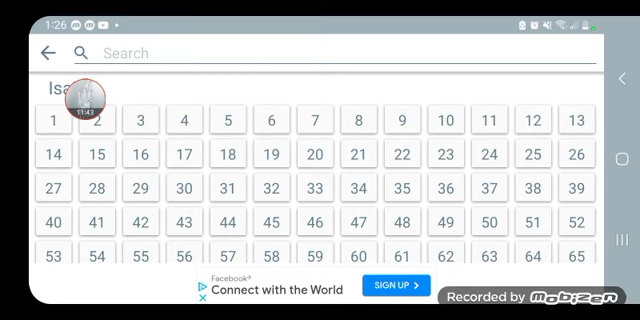 1:26
Search
Isa
11:43
1 2 3 4 5 6 7 8 9 10 11 12 13
14 15 16 17 18 19 20 21 22 23 24 25 26
27 28 29 30 31 32 33 34 35 36 37 38 39
40 41 42 43 44 45 46 47 48 49 50 51 52
53 54 55 56 57 58 59 60 61 62 63 64 65
Facebook®
Connect with the World
SIGN UP
Recorded by Mobizen